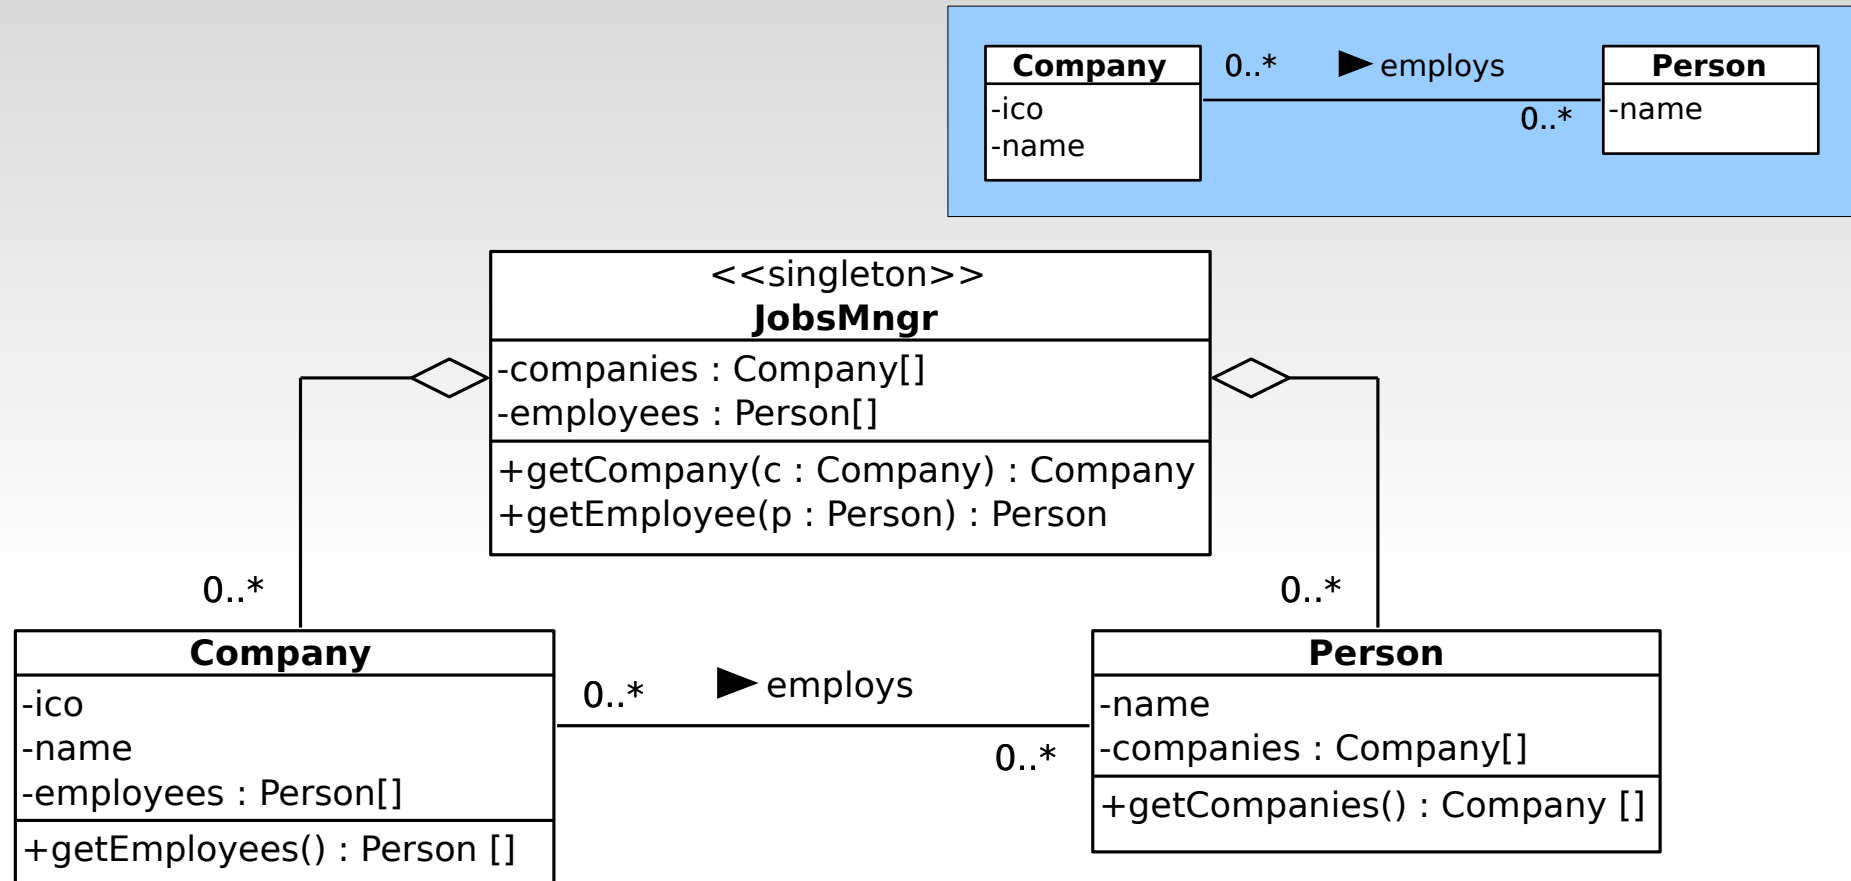 Company
-ico
-name
0..*
employs
0..*
Person
-name
<<singleton>>
JobsMngr
-companies : Company[]
-employees : Person[]
+getCompany(c : Company) : Company
+getEmployee(p : Person) : Person
0..*
0..*
Company
-ico
-name
-employees : Person[]
+getEmployees() : Person []
0..*
employs
0..*
Person
-name
-companies : Company[]
+getCompanies() : Company []